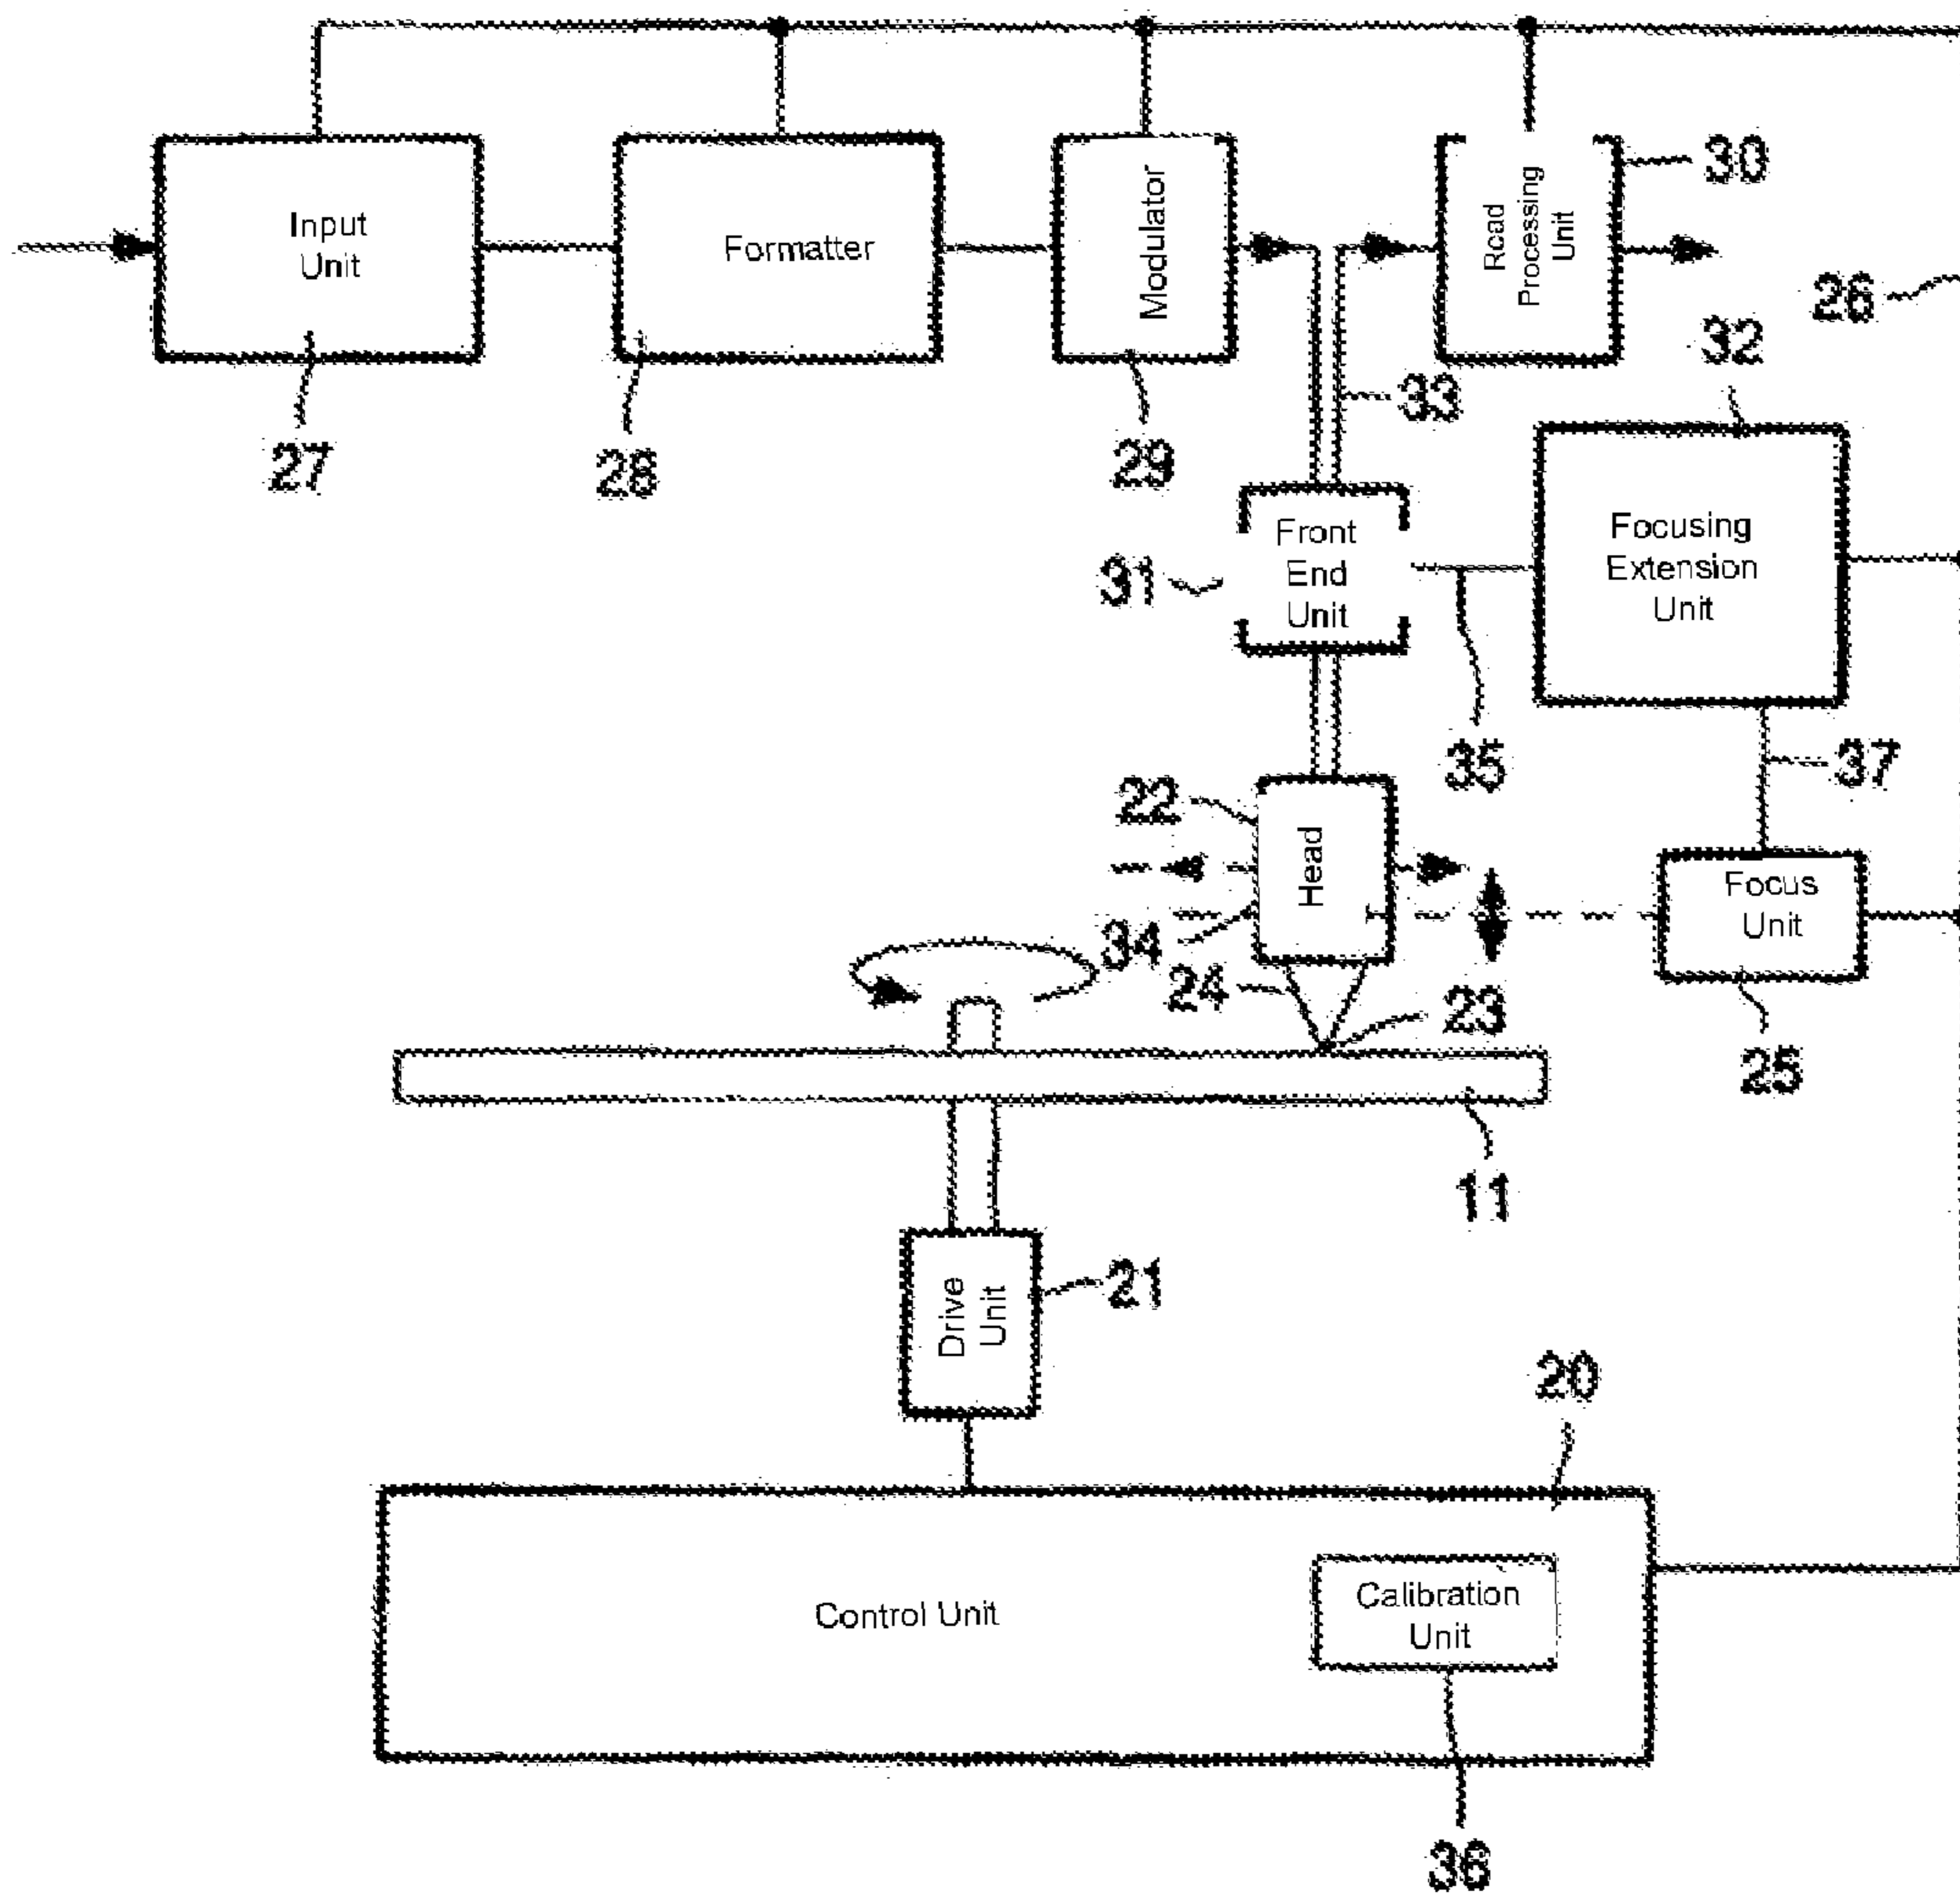 Input
Unit
Formatter
Modulator
Road
Processing
Unit
30
26
27
28
29
33
32
Front
End
Unit
31
Focusing
Extension
Unit
35
37
22
Head
34
24
23
Focus
Unit
25
11
Drive
Unit
21
20
Control Unit
Calibration
Unit
36